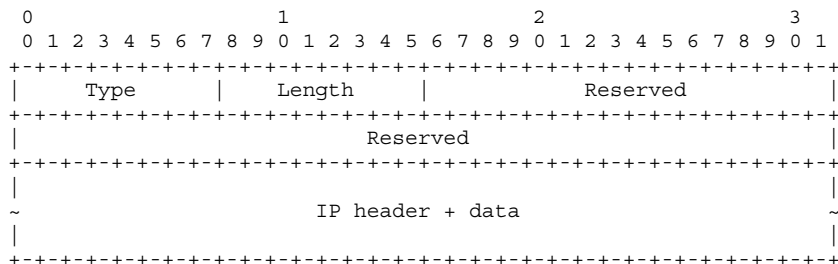 0                   1                   2                   3
0 1 2 3 4 5 6 7 8 9 0 1 2 3 4 5 6 7 8 9 0 1 2 3 4 5 6 7 8 9 0 1
+-+-+-+-+-+-+-+-+-+-+-+-+-+-+-+-+-+-+-+-+-+-+-+-+-+-+-+-+-+-+-+-+
|     Type      |    Length     |            Reserved           |
+-+-+-+-+-+-+-+-+-+-+-+-+-+-+-+-+-+-+-+-+-+-+-+-+-+-+-+-+-+-+-+-+
|                           Reserved                            |
+-+-+-+-+-+-+-+-+-+-+-+-+-+-+-+-+-+-+-+-+-+-+-+-+-+-+-+-+-+-+-+-+
|                                                               |
~                       IP header + data                        ~
|                                                               |
+-+-+-+-+-+-+-+-+-+-+-+-+-+-+-+-+-+-+-+-+-+-+-+-+-+-+-+-+-+-+-+-+